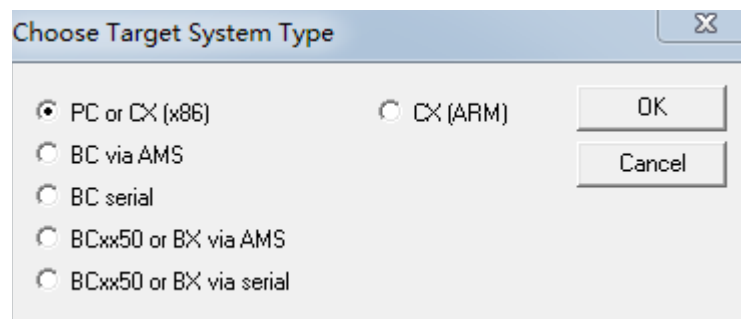 Choose Target System Type
PC or CX (x86)
CX (ARM)
OK
BC via AMS
Cancel
BC serial
BCxx50 or BX via AMS
BCxx50 or BX via serial